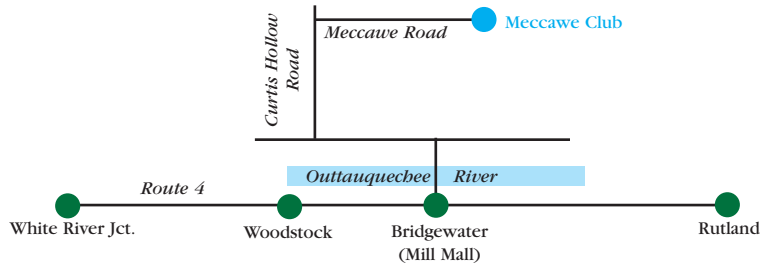 Meccawe Club
Meccawe Road
Curtis Hollow
Road
Outtauquechee River
Route 4
White River Jct.
Woodstock
Bridgewater
(Mill Mall)
Rutland